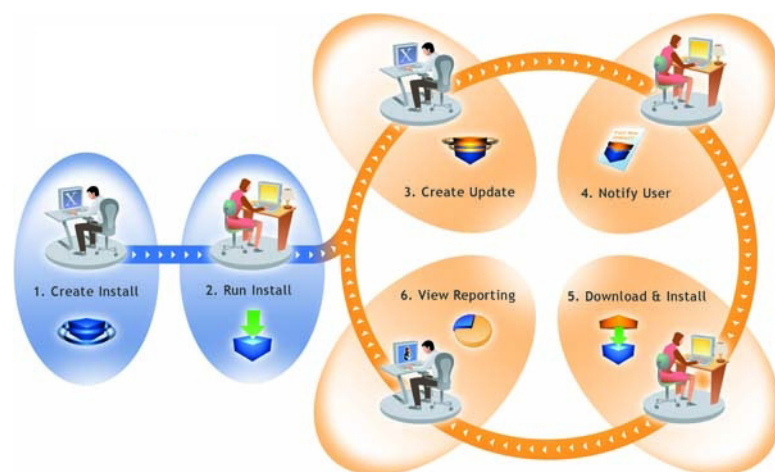 1. Create Install
2. Run Install
3. Create Update
4. Notify User
5. Download & Install
6. View Reporting